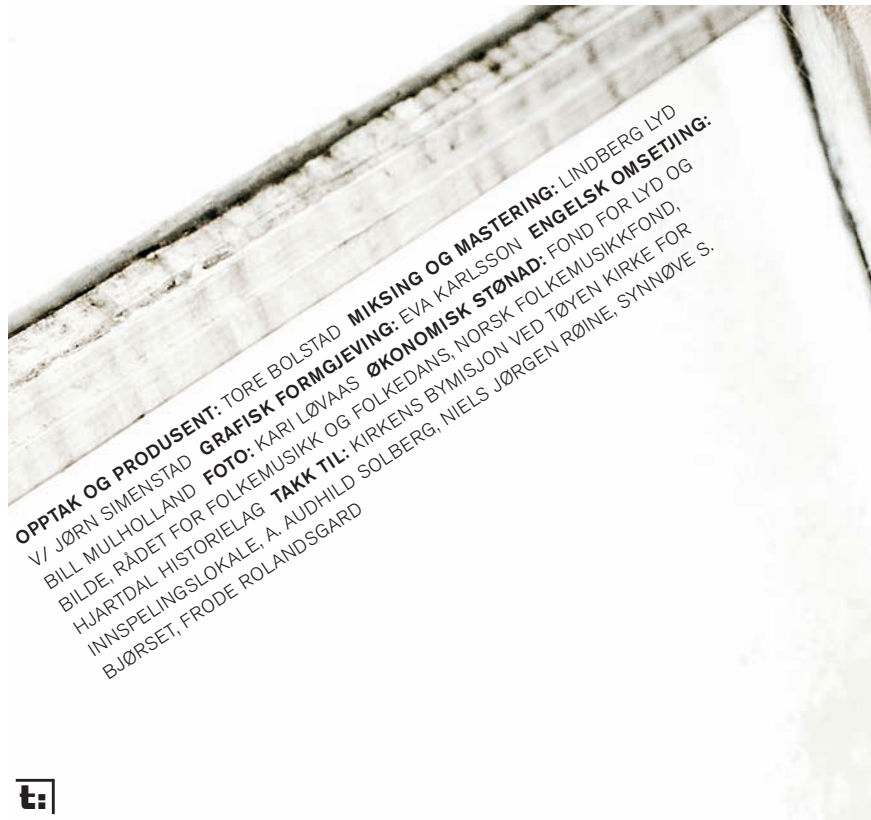 OPPTAK OG PRODUSENT: TORE BOLSTAD MIKSING OG MASTERING: LINDBERG LYD
V/ JØRN SIMENSTAD GRAFISK FORMGJEVING: EVA KARLSSON ENGELSK OMSETJING:
BILL MULHOLLAND FOTO: KARI LØVAAS ØKONOMISK STØNAD: FOND FOR LYD OG
BILDE, RÅDET FOR FOLKEMUSIKK OG FOLKEDANS, NORSK FOLKEMUSIKKFOND,
HJARTDAL HISTORIELAG TAKK TIL: KIRKENS BYMISJON VED TØYEN KIRKE FOR
INNSPELINGSLOKALE, A. AUDHILD SOLBERG, NIELS JØRGEN RØINE, SYNNØVE S.
BJØRSET, FRODE ROLANDSGARD
t: